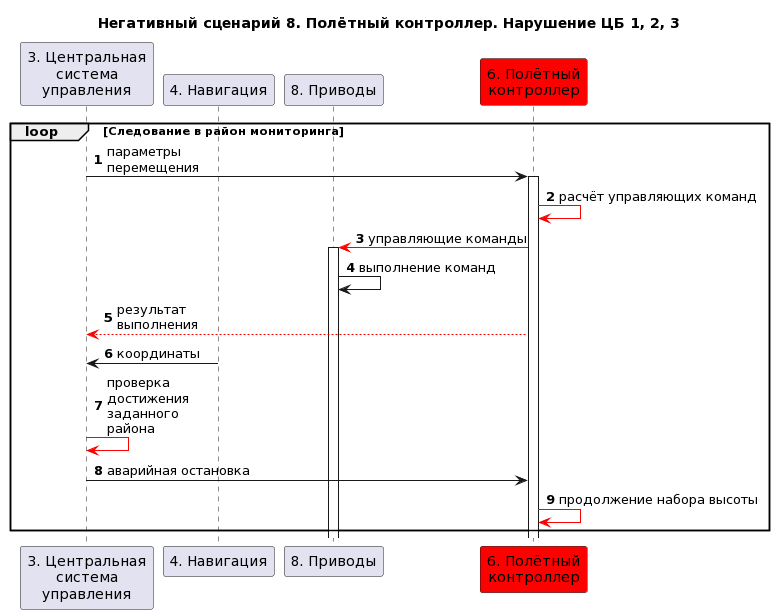 Негативный сценарий 8. Полётный контроллер. Нарушение ЦБ 1, 2, 3
3. Центральная
система
управления
4. Навигация
8. Приводы
6. Полётный
контроллер
loop [Следование в район мониторинга]
1 параметры
перемещения
2 расчёт управляющих команд
3 управляющие команды
4 выполнение команд
5 результат
выполнения
6 координаты
7 проверка
достижения
заданного
района
8 аварийная остановка
9 продолжение набора высоты
3. Центральная
система
управления
4. Навигация
8. Приводы
6. Полётный
контроллер